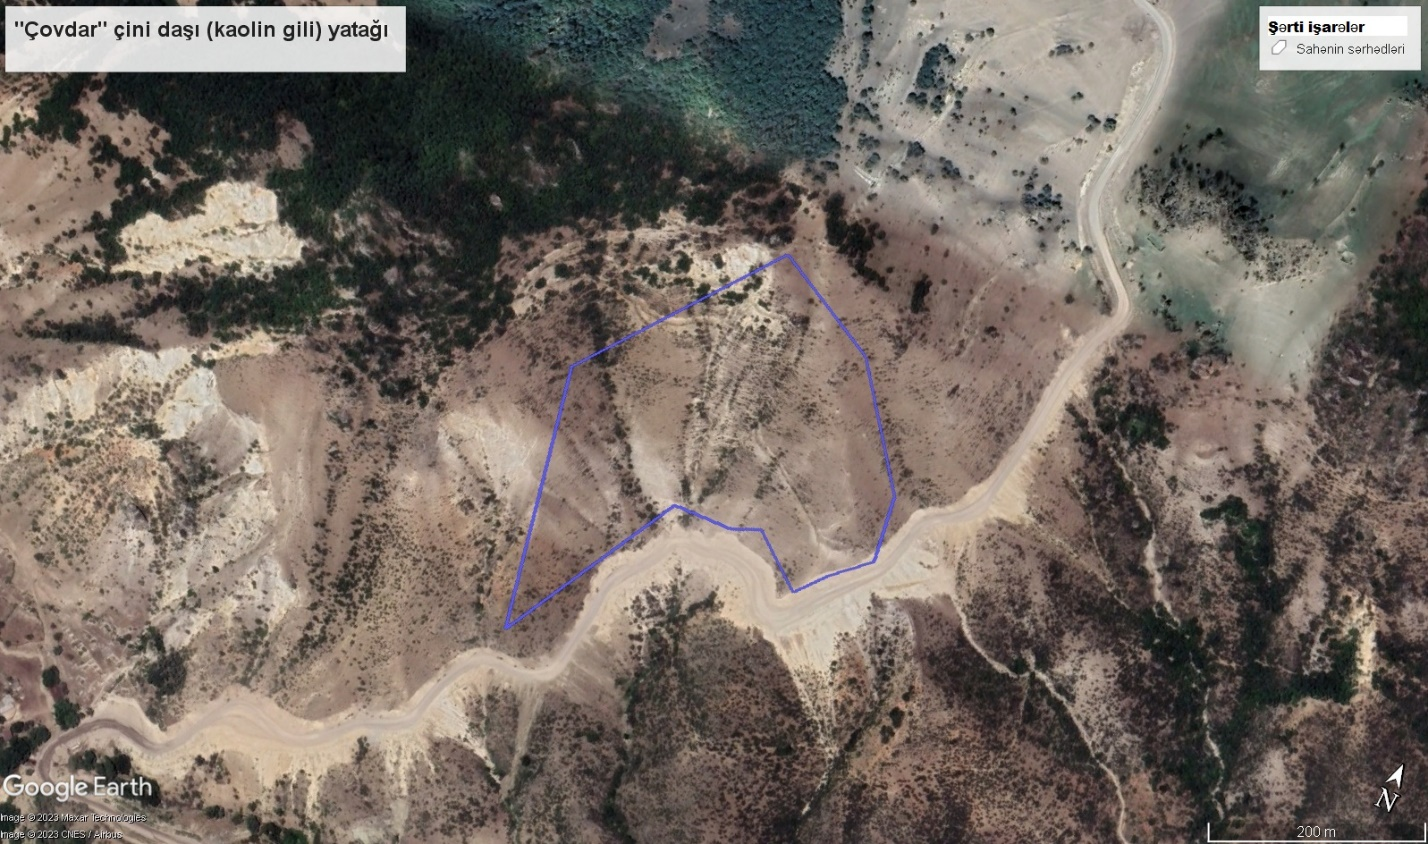 "Çovdar" çini daşı (kaolin gili) yatağı
Şərti işarələr
Sahənin sərhədləri
Google Earth
Image © 2023 Maxar Technologies
Image © 2023 CNES / Airbus
N
200 m